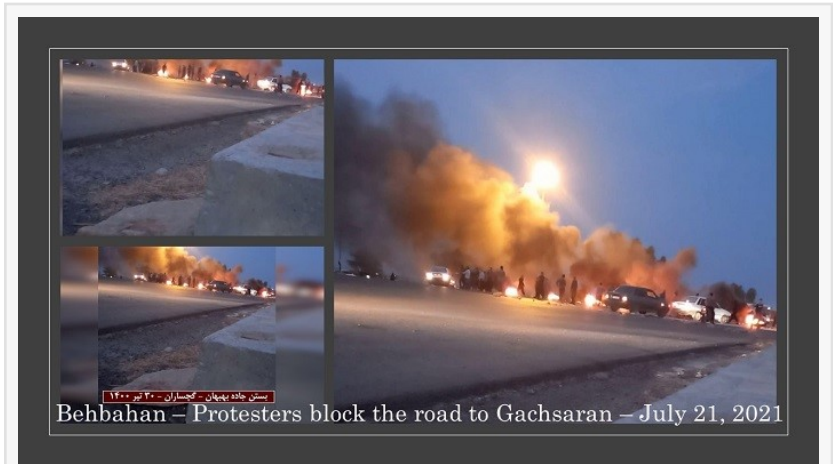 بستن جاده بهبهان - گچساران - ۳۰ تیر ۱۴۰۰
Behbahan – Protesters block the road to Gachsaran – July 21, 2021